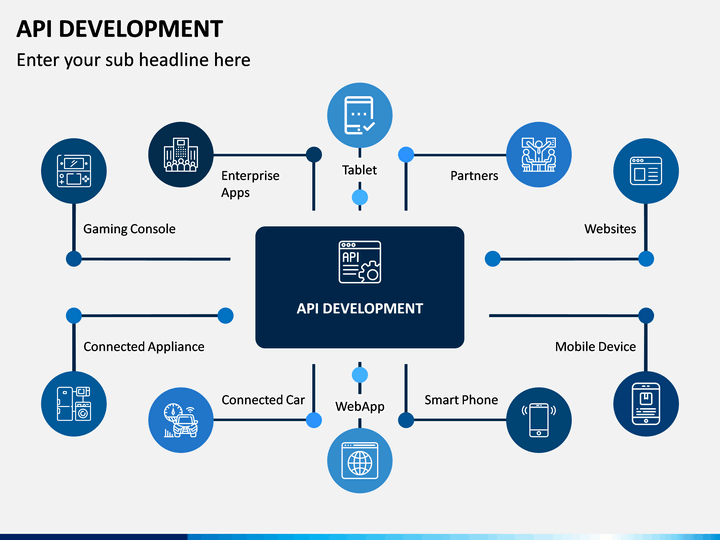 API DEVELOPMENT
Enter your sub headline here
Tablet
Enterprise
Apps
Partners
Gaming Console
Websites
API
API DEVELOPMENT
Connected Appliance
Mobile Device
Connected Car
WebApp
Smart Phone